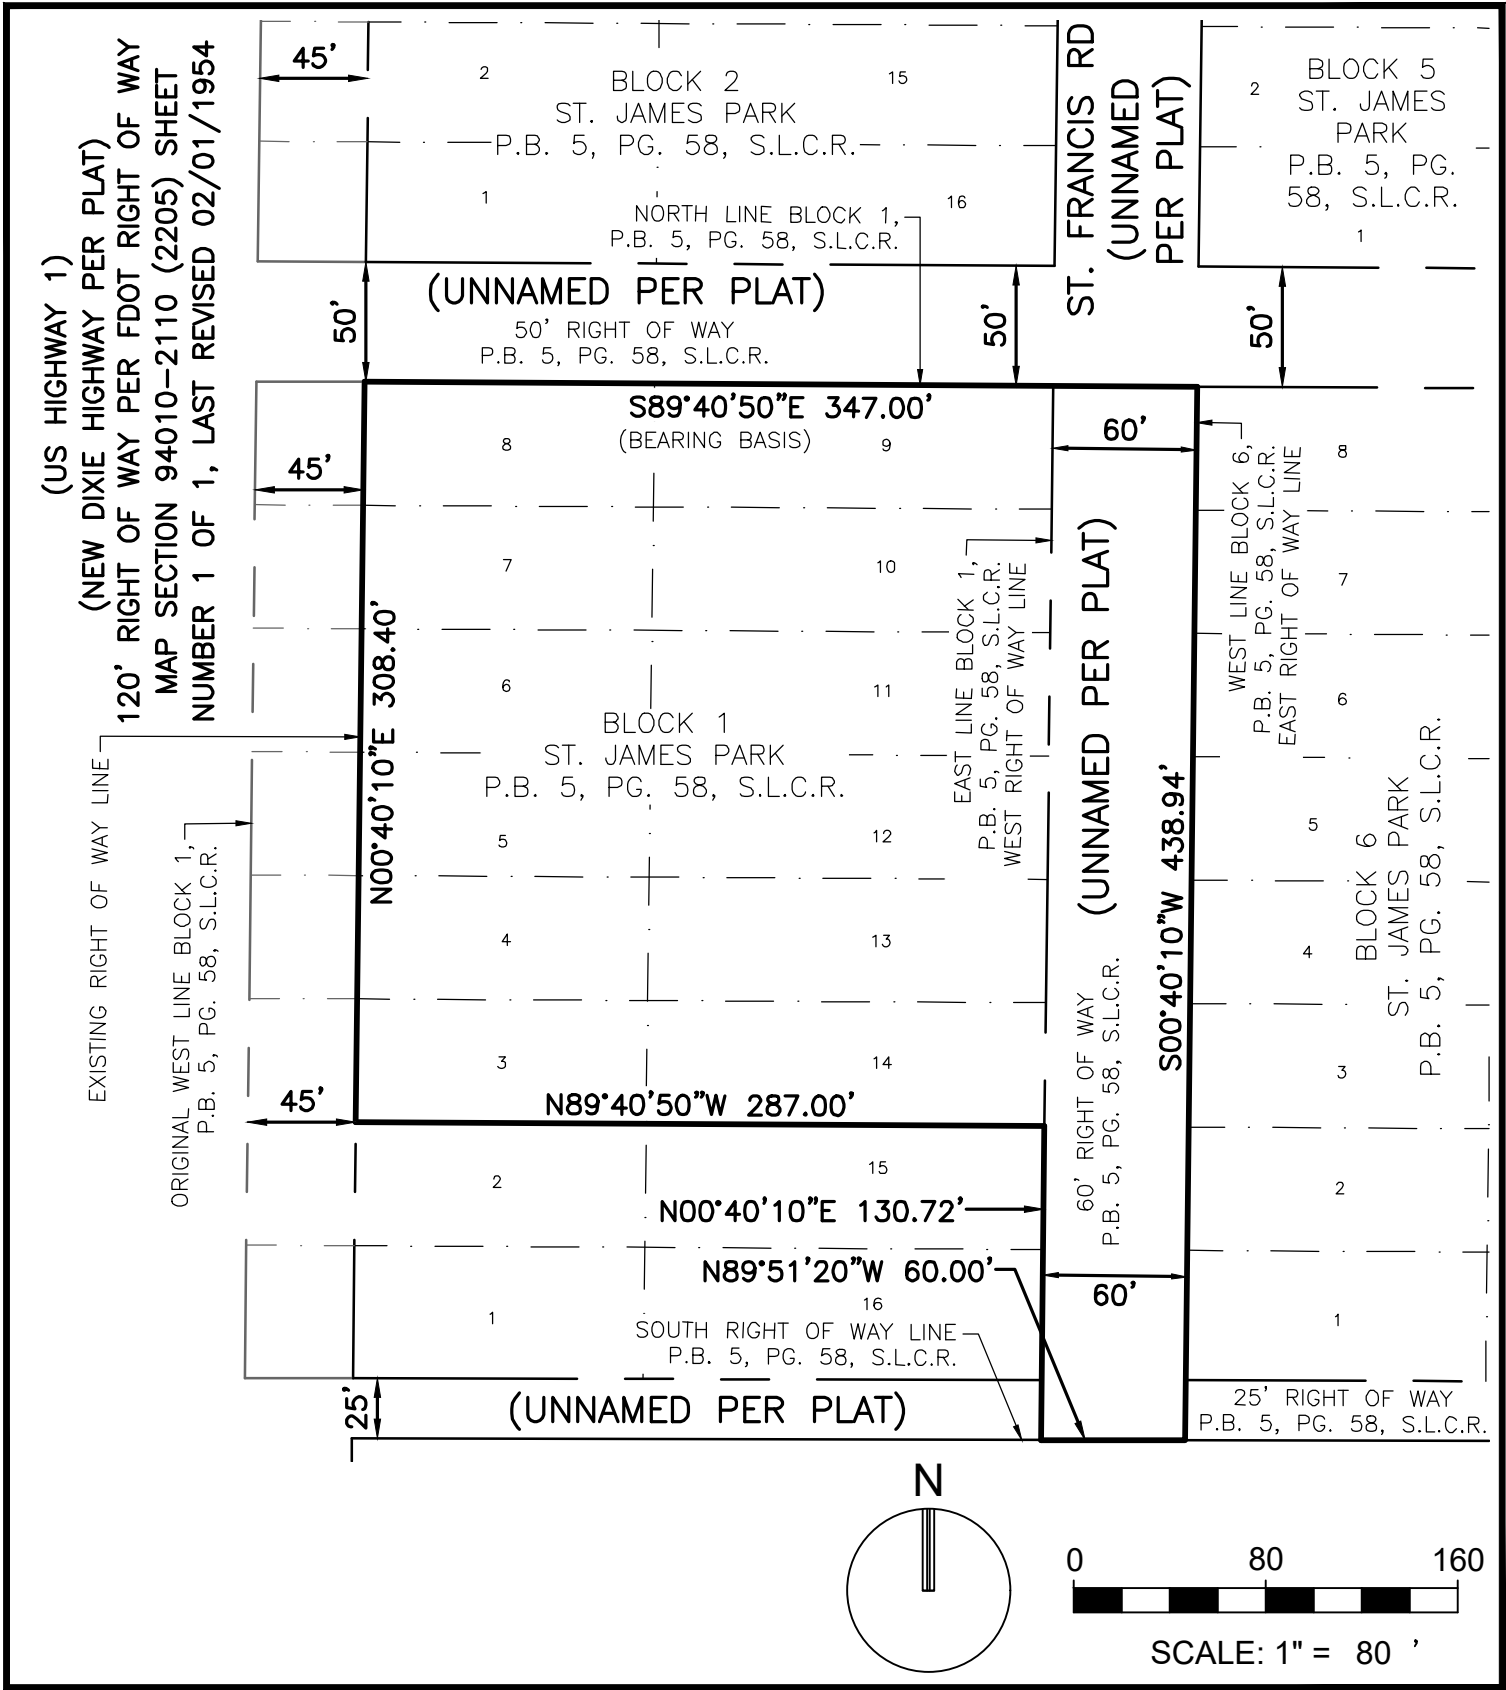 (US HIGHWAY 1)
(NEW DIXIE HIGHWAY PER PLAT)
120' RIGHT OF WAY PER FDOT RIGHT OF WAY
MAP SECTION 94010-2110 (2205) SHEET
NUMBER 1 OF 1, LAST REVISED 02/01/1954
45'
2
BLOCK 2
ST. JAMES PARK
P.B. 5, PG. 58, S.L.C.R.
15
1
16
NORTH LINE BLOCK 1,
P.B. 5, PG. 58, S.L.C.R.
ST. FRANCIS RD
(UNNAMED
PER PLAT)
2
BLOCK 5
ST. JAMES
PARK
P.B. 5, PG.
58, S.L.C.R.
1
50'
(UNNAMED PER PLAT)
50' RIGHT OF WAY
P.B. 5, PG. 58, S.L.C.R.
50'
50'
S89°40'50"E 347.00'
(BEARING BASIS)
8
9
60'
45'
7
10
6
11
BLOCK 1
ST. JAMES PARK
P.B. 5, PG. 58, S.L.C.R.
5
12
4
13
3
14
N00°40'10"E 308.40'
EXISTING RIGHT OF WAY LINE
ORIGINAL WEST LINE BLOCK 1,
P.B. 5, PG. 58, S.L.C.R.
EAST LINE BLOCK 1,
P.B. 5, PG. 58, S.L.C.R.
WEST RIGHT OF WAY LINE
(UNNAMED PER PLAT)
60' RIGHT OF WAY
P.B. 5, PG. 58, S.L.C.R.
S00°40'10"W 438.94'
WEST LINE BLOCK 6,
P.B. 5, PG. 58, S.L.C.R.
EAST RIGHT OF WAY LINE
8
7
6
5
4
3
2
1
BLOCK 6
ST. JAMES PARK
P.B. 5, PG. 58, S.L.C.R.
45'
N89°40'50"W 287.00'
2
15
N00°40'10"E 130.72'
N89°51'20"W 60.00'
60'
1
16
SOUTH RIGHT OF WAY LINE
P.B. 5, PG. 58, S.L.C.R.
25'
(UNNAMED PER PLAT)
25' RIGHT OF WAY
P.B. 5, PG. 58, S.L.C.R.
N
0 80 160
SCALE: 1" = 80 '